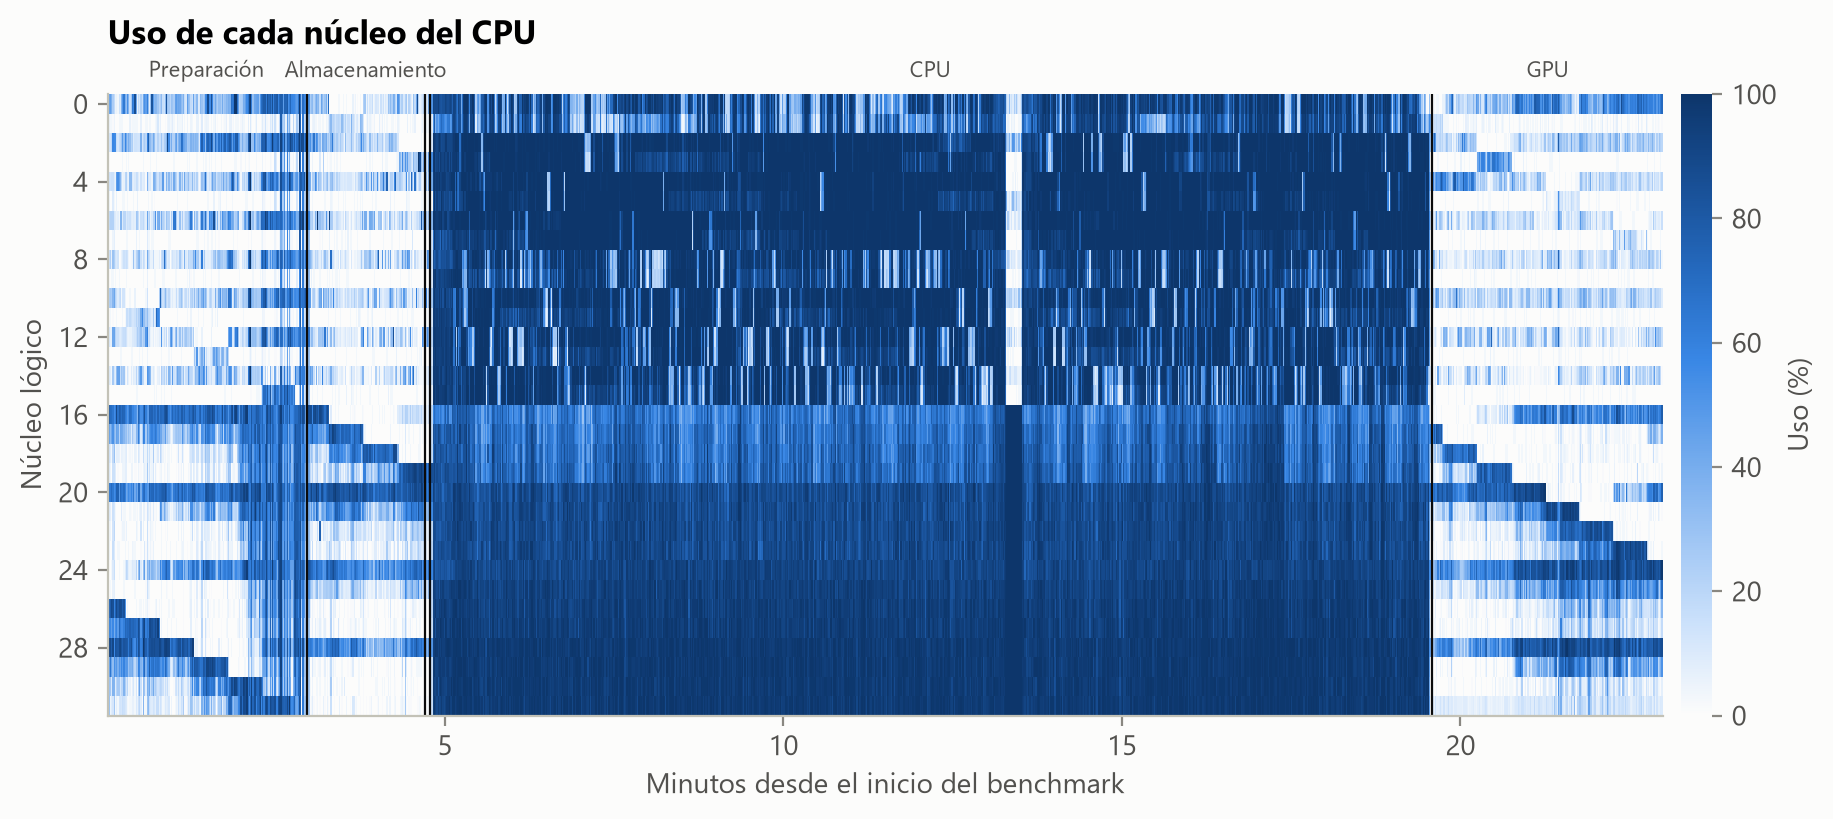 Uso de cada núcleo del CPU
Preparación Almacenamiento CPU GPU
0
4
8
12
16
20
24
28
Núcleo lógico
5 10 15 20
Minutos desde el inicio del benchmark
100
80
60
40
20
0
Uso (%)